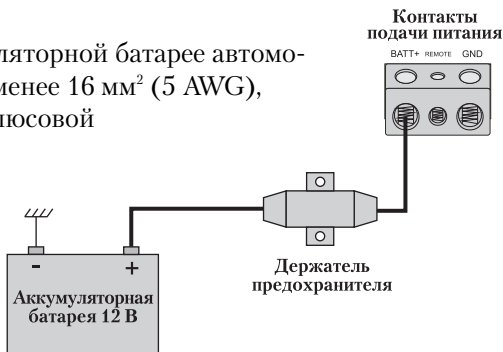 Контакты
подачи питания
BATT+ REMOTE GND
ляторной батарее автомо-
менее 16 мм² (5 AWG),
люсовой
Держатель
предохранителя
- +
Аккумуляторная
батарея 12 В